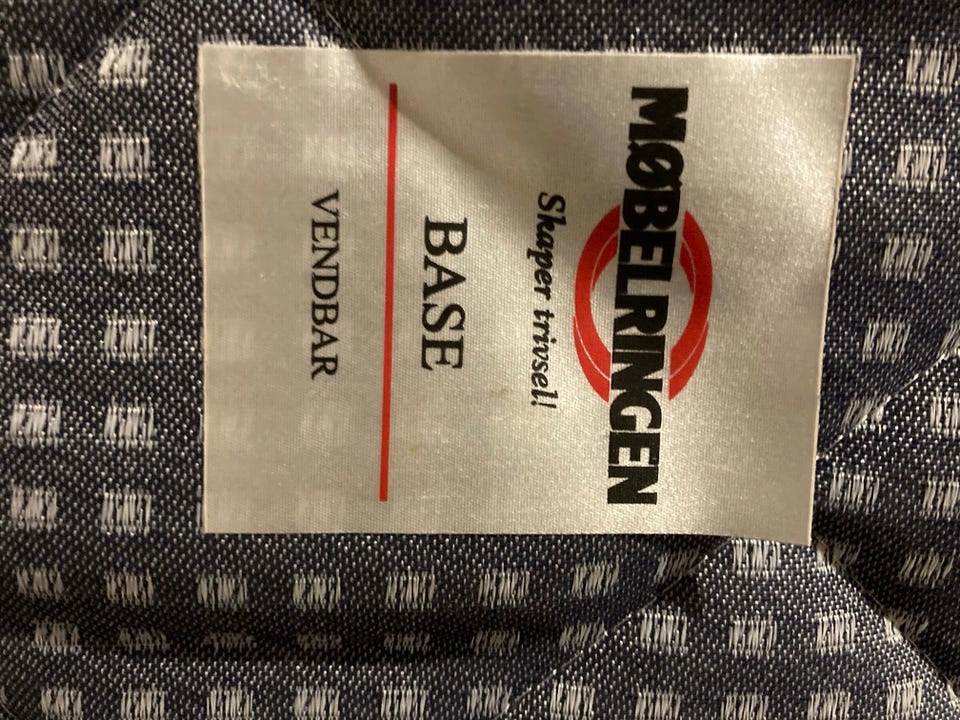 MØBELRINGEN
Skaper trivsel!
BASE
VENDBAR